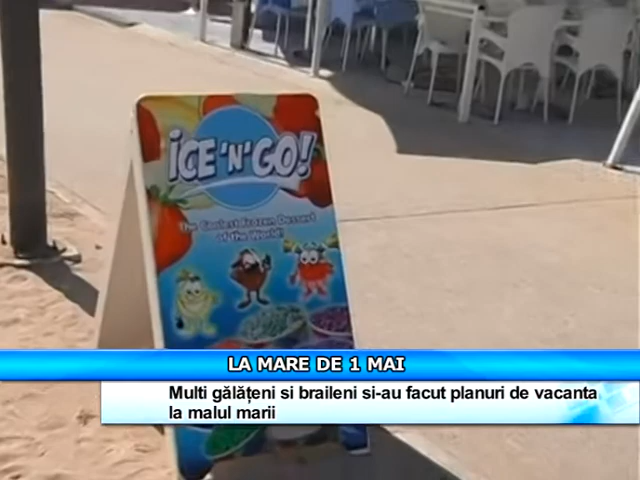 ICE 'N' GO!
The Coolest Frozen Dessert
of the World!
LA MARE DE 1 MAI
Multi gălățeni si braileni si-au facut planuri de vacanta
la malul marii